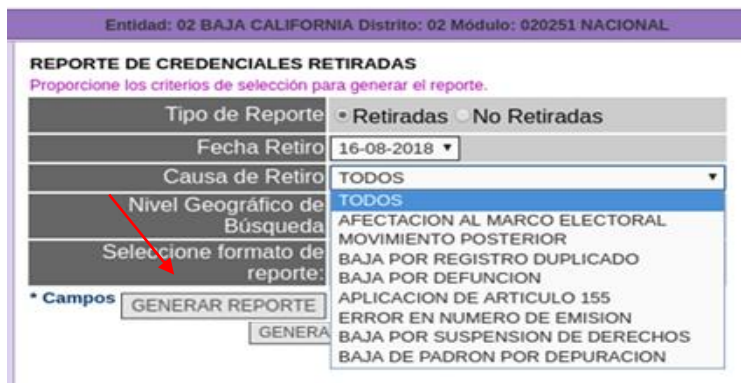 Entidad: 02 BAJA CALIFORNIA Distrito: 02 Módulo: 020251 NACIONAL
REPORTE DE CREDENCIALES RETIRADAS
Proporcione los criterios de selección para generar el reporte.
Tipo de Reporte Retiradas No Retiradas
Fecha Retiro 16-08-2018
Causa de Retiro TODOS
Nivel Geográfico de
Búsqueda
Seleccione formato de
reporte:
TODOS
AFECTACION AL MARCO ELECTORAL
MOVIMIENTO POSTERIOR
BAJA POR REGISTRO DUPLICADO
BAJA POR DEFUNCION
APLICACION DE ARTICULO 155
ERROR EN NUMERO DE EMISION
BAJA POR SUSPENSION DE DERECHOS
BAJA DE PADRON POR DEPURACION
* Campos GENERAR REPORTE
GENERA